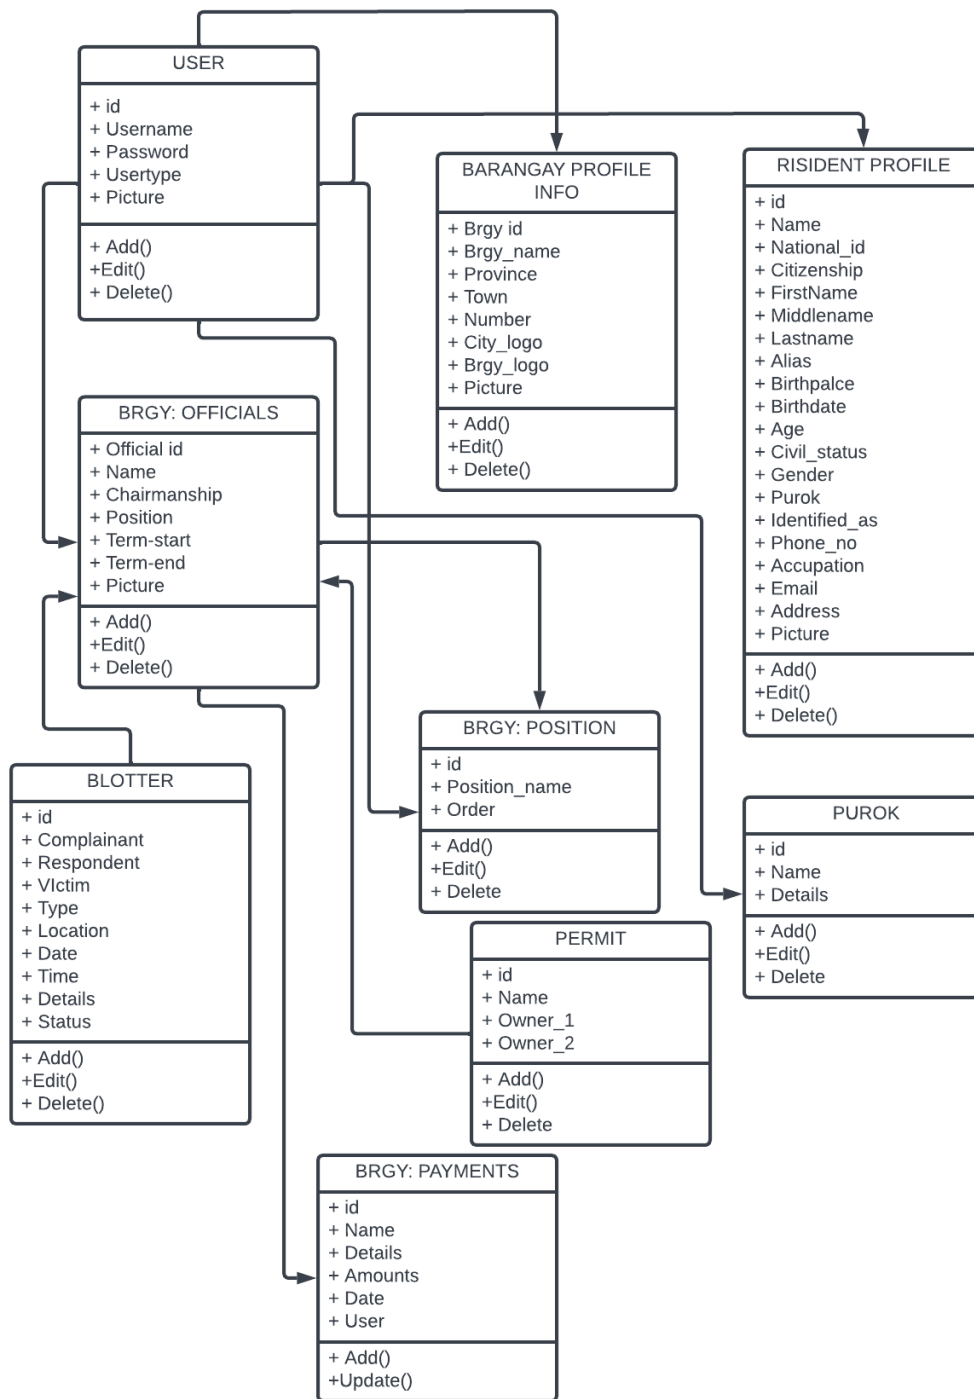 USER
+ id
+ Username
+ Password
+ Usertype
+ Picture
+ Add()
+Edit()
+ Delete()
BARANGAY PROFILE
INFO
+ Brgy id
+ Brgy_name
+ Province
+ Town
+ Number
+ City_logo
+ Brgy_logo
+ Picture
+ Add()
+Edit()
+ Delete()
RISIDENT PROFILE
+ id
+ Name
+ National_id
+ Citizenship
+ FirstName
+ Middlename
+ Lastname
+ Alias
+ Birthpalce
+ Birthdate
+ Age
+ Civil_status
+ Gender
+ Purok
+ Identified_as
+ Phone_no
+ Accupation
+ Email
+ Address
+ Picture
+ Add()
+Edit()
+ Delete()
BRGY: OFFICIALS
+ Official id
+ Name
+ Chairmanship
+ Position
+ Term-start
+ Term-end
+ Picture
+ Add()
+Edit()
+ Delete()
BRGY: POSITION
+ id
+ Position_name
+ Order
+ Add()
+Edit()
+ Delete
BLOTTER
+ id
+ Complainant
+ Respondent
+ VIctim
+ Type
+ Location
+ Date
+ Time
+ Details
+ Status
+ Add()
+Edit()
+ Delete()
PUROK
+ id
+ Name
+ Details
+ Add()
+Edit()
+ Delete
PERMIT
+ id
+ Name
+ Owner_1
+ Owner_2
+ Add()
+Edit()
+ Delete
BRGY: PAYMENTS
+ id
+ Name
+ Details
+ Amounts
+ Date
+ User
+ Add()
+Update()